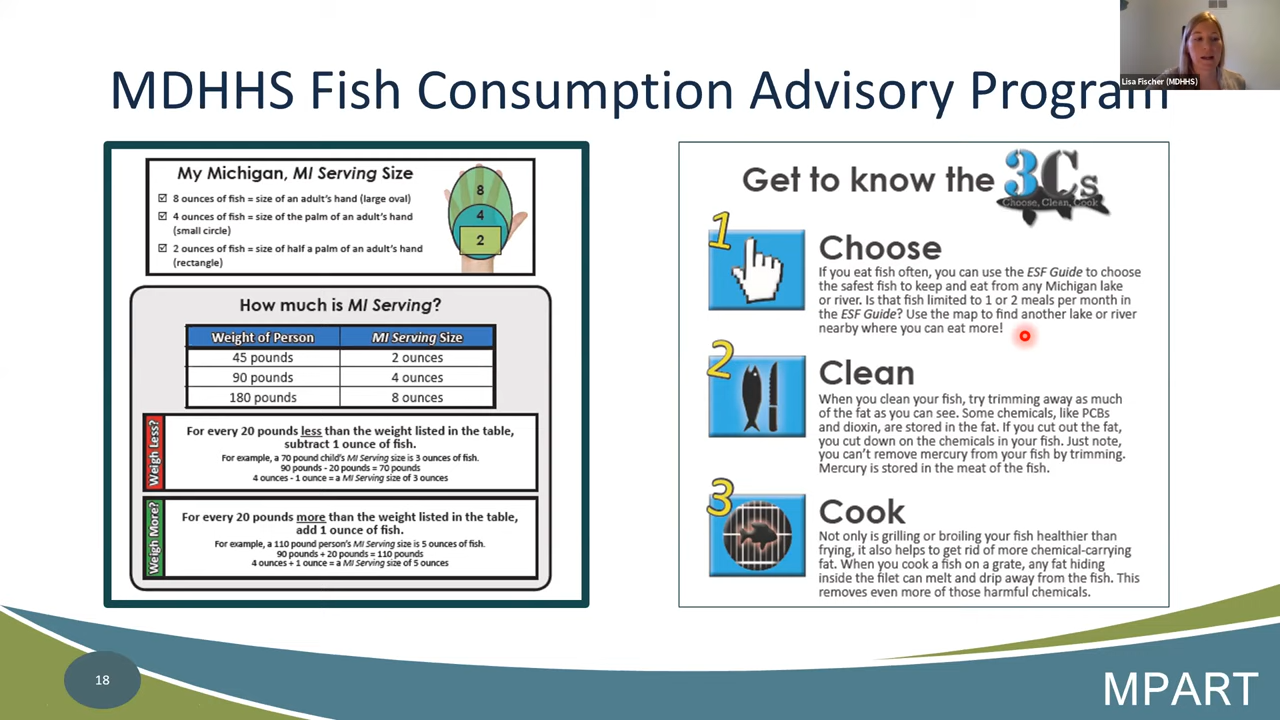 Lisa Fischer (MDHHS)
MDHHS Fish Consumption Advisory Program
My Michigan, MI Serving Size
8 ounces of fish = size of an adult's hand (large oval)
4 ounces of fish = size of the palm of an adult's hand
(small circle)
2 ounces of fish = size of half a palm of an adult's hand
(rectangle)
8
4
2
How much is MI Serving?
Weight of Person MI Serving Size
45 pounds 2 ounces
90 pounds 4 ounces
180 pounds 8 ounces
Weigh Less?
For every 20 pounds less than the weight listed in the table,
subtract 1 ounce of fish.
For example, a 70 pound child's MI Serving size is 3 ounces of fish.
90 pounds - 20 pounds = 70 pounds
4 ounces - 1 ounce = a MI Serving size of 3 ounces
Weigh More?
For every 20 pounds more than the weight listed in the table,
add 1 ounce of fish.
For example, a 110 pound person's MI Serving size is 5 ounces of fish.
90 pounds + 20 pounds = 110 pounds
4 ounces + 1 ounce = a MI Serving size of 5 ounces
Get to know the 3Cs
Choose, Clean, Cook
1
Choose
If you eat fish often, you can use the ESF Guide to choose
the safest fish to keep and eat from any Michigan lake
or river. Is that fish limited to 1 or 2 meals per month in
the ESF Guide? Use the map to find another lake or river
nearby where you can eat more!
2
Clean
When you clean your fish, try trimming away as much
of the fat as you can see. Some chemicals, like PCBs
and dioxin, are stored in the fat. If you cut out the fat,
you cut down on the chemicals in your fish. Just note,
you can't remove mercury from your fish by trimming.
Mercury is stored in the meat of the fish.
3
Cook
Not only is grilling or broiling your fish healthier than
frying, it also helps to get rid of more chemical-carrying
fat. When you cook a fish on a grate, any fat hiding
inside the filet can melt and drip away from the fish. This
removes even more of those harmful chemicals.
18
MPART